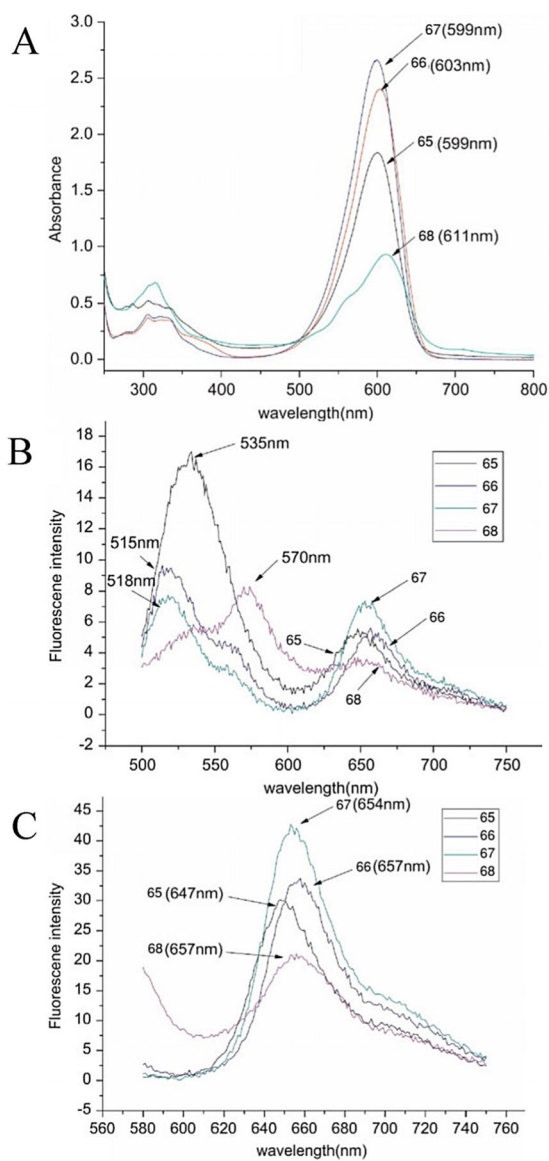 A
3.0
2.5
2.0
1.5
1.0
0.5
0.0
Absorbance
67(599nm)
66 (603nm)
65 (599nm)
68 (611nm)
300 400 500 600 700 800
wavelength(nm)
B
18
16
14
12
10
8
6
4
2
0
-2
Fluorescene intensity
535nm
515nm
518nm
570nm
65
66
67
68
67
66
65
68
500 550 600 650 700 750
wavelength(nm)
C
45
40
35
30
25
20
15
10
5
0
-5
Fluorescene intensity
67(654nm)
66 (657nm)
65 (647nm)
68(657nm)
65
66
67
68
560 580 600 620 640 660 680 700 720 740 760
wavelength(nm)